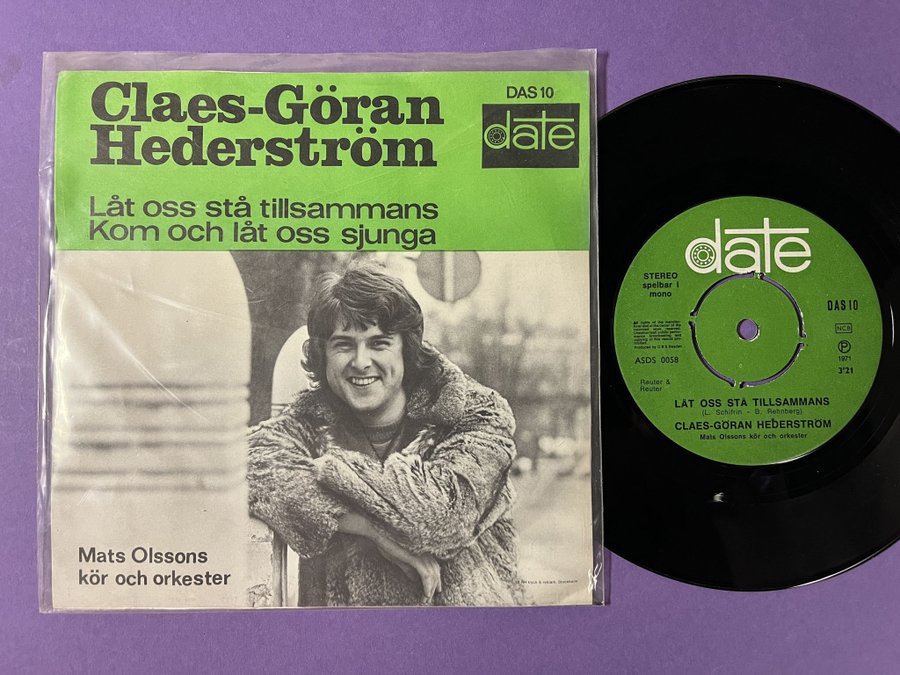 Claes-Göran
Hederström
DAS 10
date
Låt oss stå tillsammans
Kom och låt oss sjunga
Mats Olssons
kör och orkester
date
STEREO
spelbar i
mono
DAS 10
NCB
ASDS 0058
Ⓟ
1971
3'21
Reuter &
Reuter
LÅT OSS STÅ TILLSAMMANS
(L. Schifrin - B. Rehnberg)
CLAES-GÖRAN HEDERSTRÖM
Mats Olssons kör och orkester